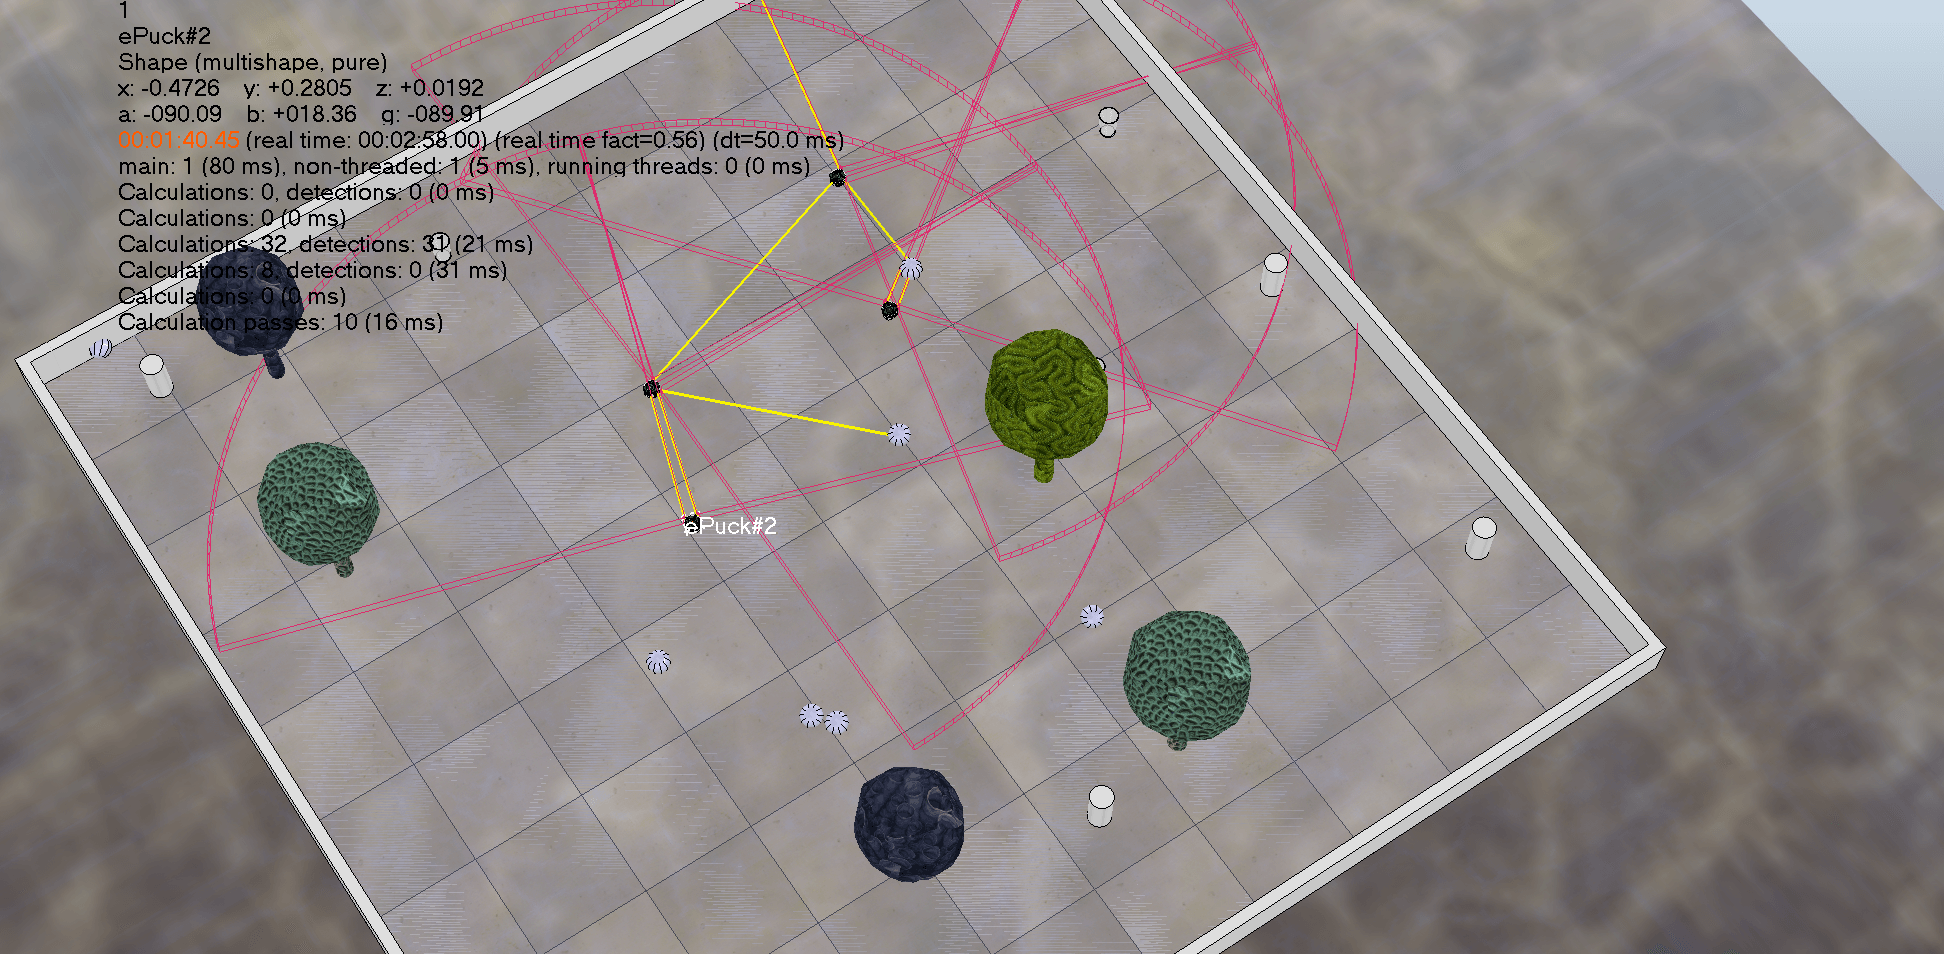 1
ePuck#2
Shape (multishape, pure)
x: -0.4726 y: +0.2805 z: +0.0192
a: -090.09 b: +018.36 g: -089.91
00:01:40.45 (real time: 00:02:58.00) (real time fact=0.56) (dt=50.0 ms)
main: 1 (80 ms), non-threaded: 1 (5 ms), running threads: 0 (0 ms)
Calculations: 0, detections: 0 (0 ms)
Calculations: 0 (0 ms)
Calculations: 32, detections: 31 (21 ms)
Calculations: 8, detections: 0 (31 ms)
Calculations: 0 (0 ms)
Calculation passes: 10 (16 ms)
ePuck#2